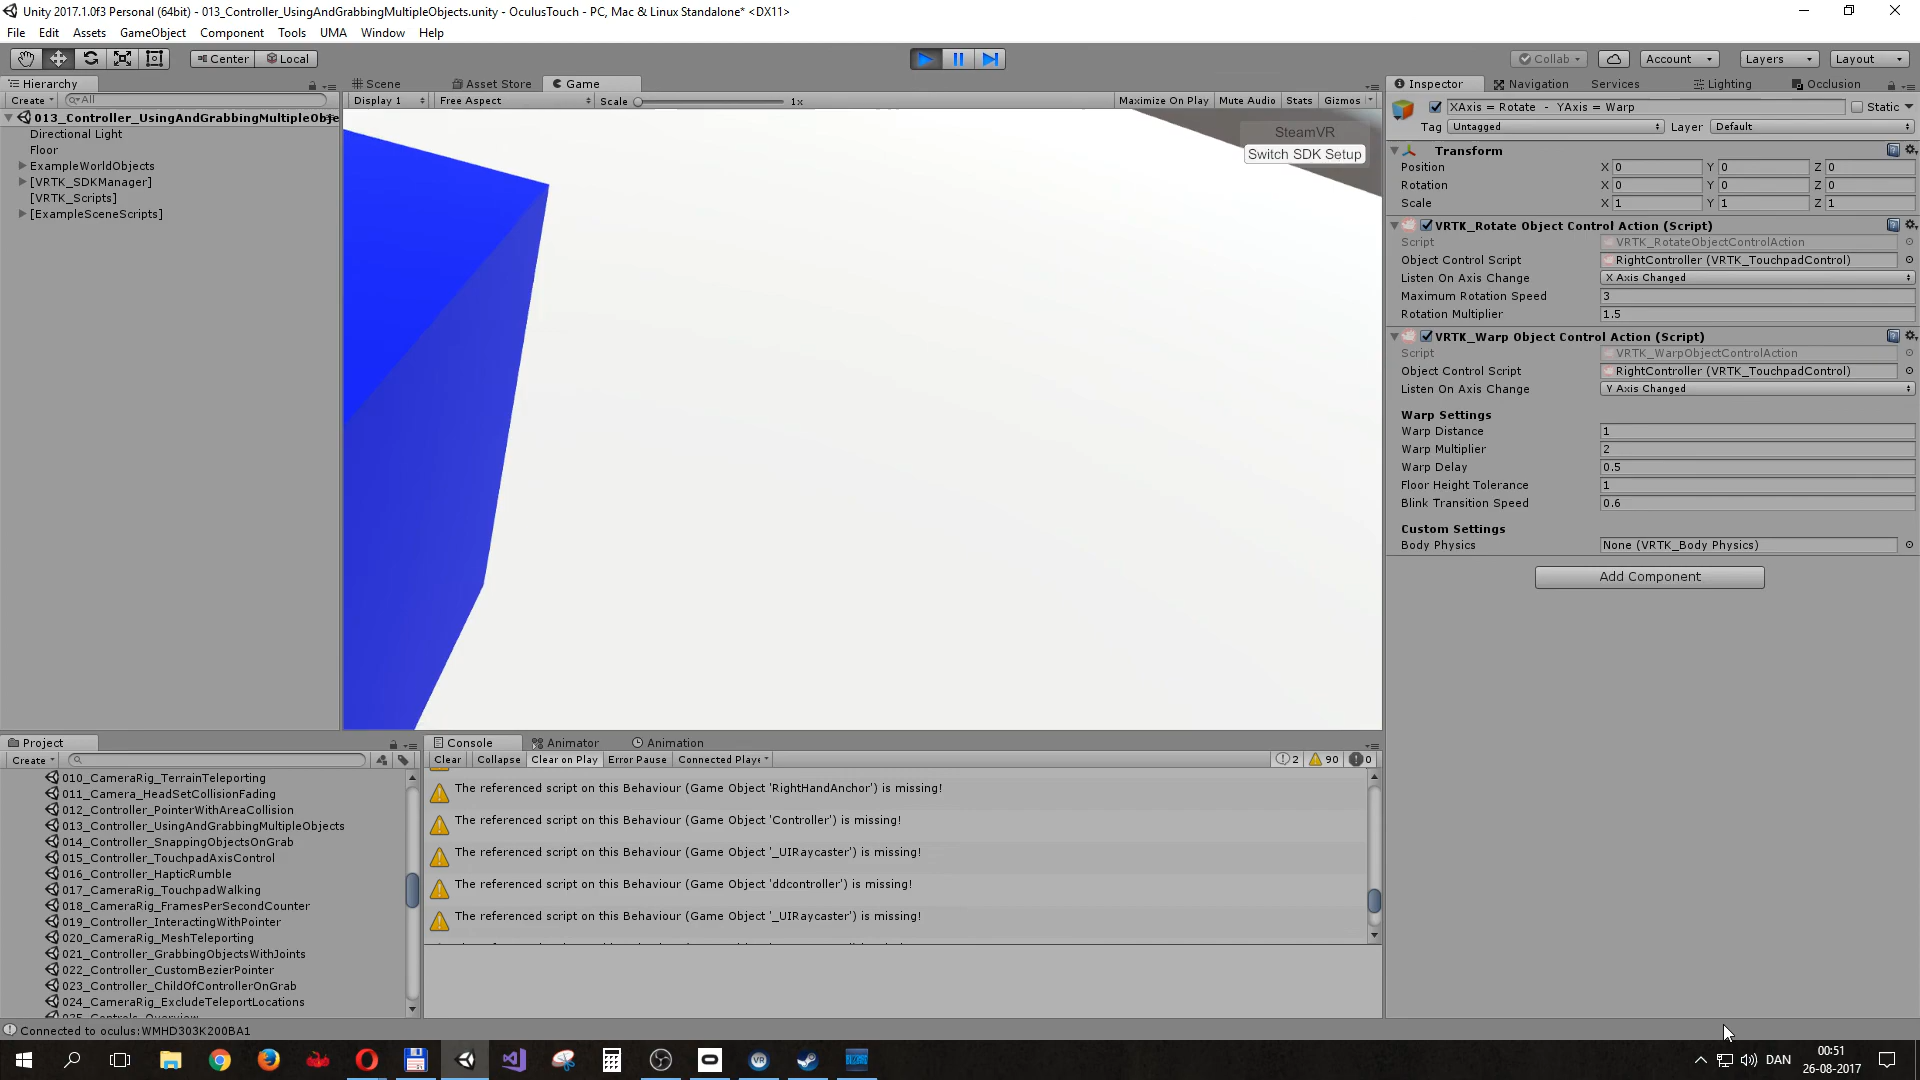 Unity 2017.1.0f3 Personal (64bit) - 013_Controller_UsingAndGrabbingMultipleObjects.unity - OculusTouch - PC, Mac & Linux Standalone* <DX11>
File Edit Assets GameObject Component Tools UMA Window Help
Center Local
Collab Account Layers Layout
Hierarchy
Create All
013_Controller_UsingAndGrabbingMultipleObje
Directional Light
Floor
ExampleWorldObjects
[VRTK_SDKManager]
[VRTK_Scripts]
[ExampleSceneScripts]
Scene Asset Store Game
Display 1 Free Aspect Scale 1x Maximize On Play Mute Audio Stats Gizmos
SteamVR
Switch SDK Setup
Inspector Navigation Services Lighting Occlusion
XAxis = Rotate - YAxis = Warp Static
Tag Untagged Layer Default
Transform
Position X 0 Y 0 Z 0
Rotation X 0 Y 0 Z 0
Scale X 1 Y 1 Z 1
VRTK_Rotate Object Control Action (Script)
Script VRTK_RotateObjectControlAction
Object Control Script RightController (VRTK_TouchpadControl)
Listen On Axis Change X Axis Changed
Maximum Rotation Speed 3
Rotation Multiplier 1.5
VRTK_Warp Object Control Action (Script)
Script VRTK_WarpObjectControlAction
Object Control Script RightController (VRTK_TouchpadControl)
Listen On Axis Change Y Axis Changed
Warp Settings
Warp Distance 1
Warp Multiplier 2
Warp Delay 0.5
Floor Height Tolerance 1
Blink Transition Speed 0.6
Custom Settings
Body Physics None (VRTK_Body Physics)
Add Component
Project
Create
010_CameraRig_TerrainTeleporting
011_Camera_HeadSetCollisionFading
012_Controller_PointerWithAreaCollision
013_Controller_UsingAndGrabbingMultipleObjects
014_Controller_SnappingObjectsOnGrab
015_Controller_TouchpadAxisControl
016_Controller_HapticRumble
017_CameraRig_TouchpadWalking
018_CameraRig_FramesPerSecondCounter
019_Controller_InteractingWithPointer
020_CameraRig_MeshTeleporting
021_Controller_GrabbingObjectsWithJoints
022_Controller_CustomBezierPointer
023_Controller_ChildOfControllerOnGrab
024_CameraRig_ExcludeTeleportLocations
025_Controls_Overview
Console Animator Animation
Clear Collapse Clear on Play Error Pause Connected Playe 2 90 0
The referenced script on this Behaviour (Game Object 'RightHandAnchor') is missing!
The referenced script on this Behaviour (Game Object 'Controller') is missing!
The referenced script on this Behaviour (Game Object '_UIRaycaster') is missing!
The referenced script on this Behaviour (Game Object 'ddcontroller') is missing!
The referenced script on this Behaviour (Game Object '_UIRaycaster') is missing!
Connected to oculus:WMHD303K200BA1
DAN
00:51
26-08-2017